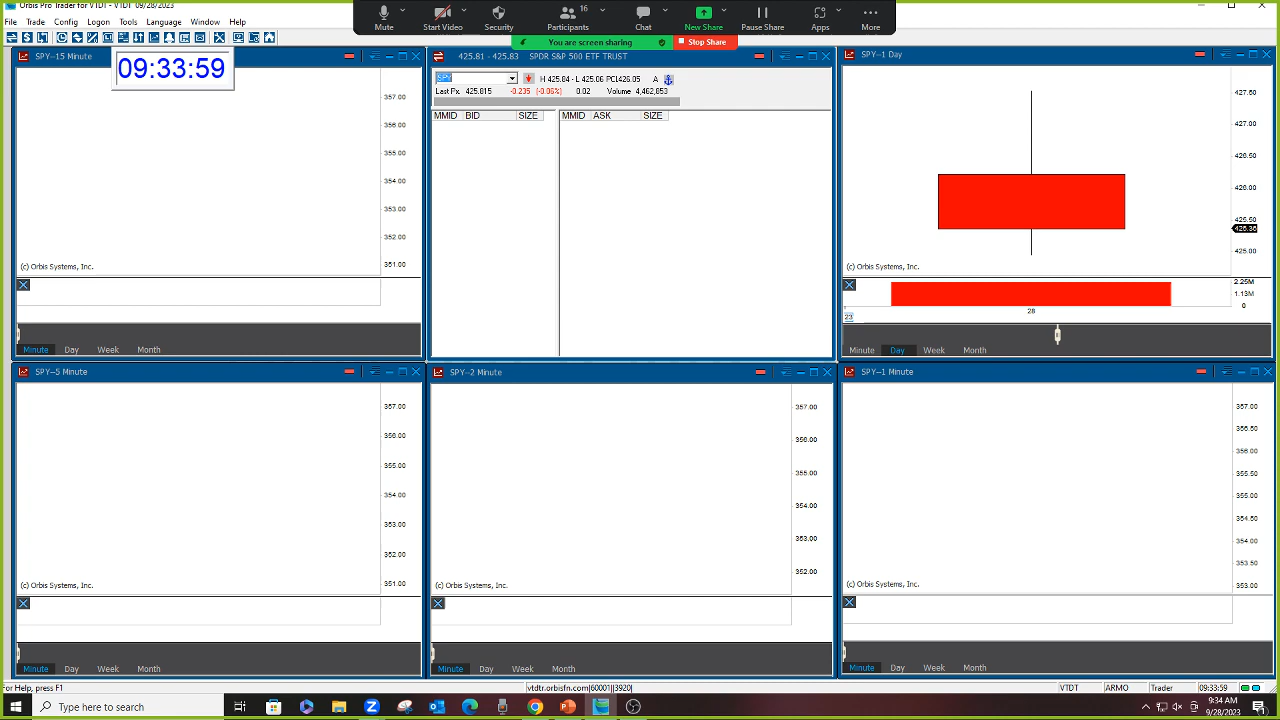 Orbis Pro Trader for VTDT - 09/28/2023
File Trader Config Logon Tools Language Window Help
Mute Start Video Security Participants 16 Chat New Share Pause Share Apps More
You are screen sharing Stop Share
SPY--15 Minute
09:33:59
357.00
356.00
355.00
354.00
353.00
352.00
351.00
(c) Orbis Systems, Inc.
Minute Day Week Month
425.81 - 425.83 SPDR S&P 500 ETF TRUST
SPY H 425.84 - L 425.06 PCl426.05 A
Last Px. 425.815 -0.235 (-0.06%) 0.02 Volume 4,462,853
MMID BID SIZE MMID ASK SIZE
SPY--1 Day
427.50
427.00
426.50
426.00
425.50
425.36
425.00
(c) Orbis Systems, Inc.
2.25M
1.13M
0
23 28
Minute Day Week Month
SPY--5 Minute
357.00
356.00
355.00
354.00
353.00
352.00
351.00
(c) Orbis Systems, Inc.
Minute Day Week Month
SPY--2 Minute
357.00
356.00
355.00
354.00
353.00
352.00
(c) Orbis Systems, Inc.
Minute Day Week Month
SPY--1 Minute
357.00
356.50
356.00
355.50
355.00
354.50
354.00
353.50
353.00
(c) Orbis Systems, Inc.
Minute Day Week Month
For Help, press F1 vtdtr.orbisfn.com|60001||3920| VTDT ARMO Trader 09:33:59
Type here to search
9:34 AM
9/28/2023